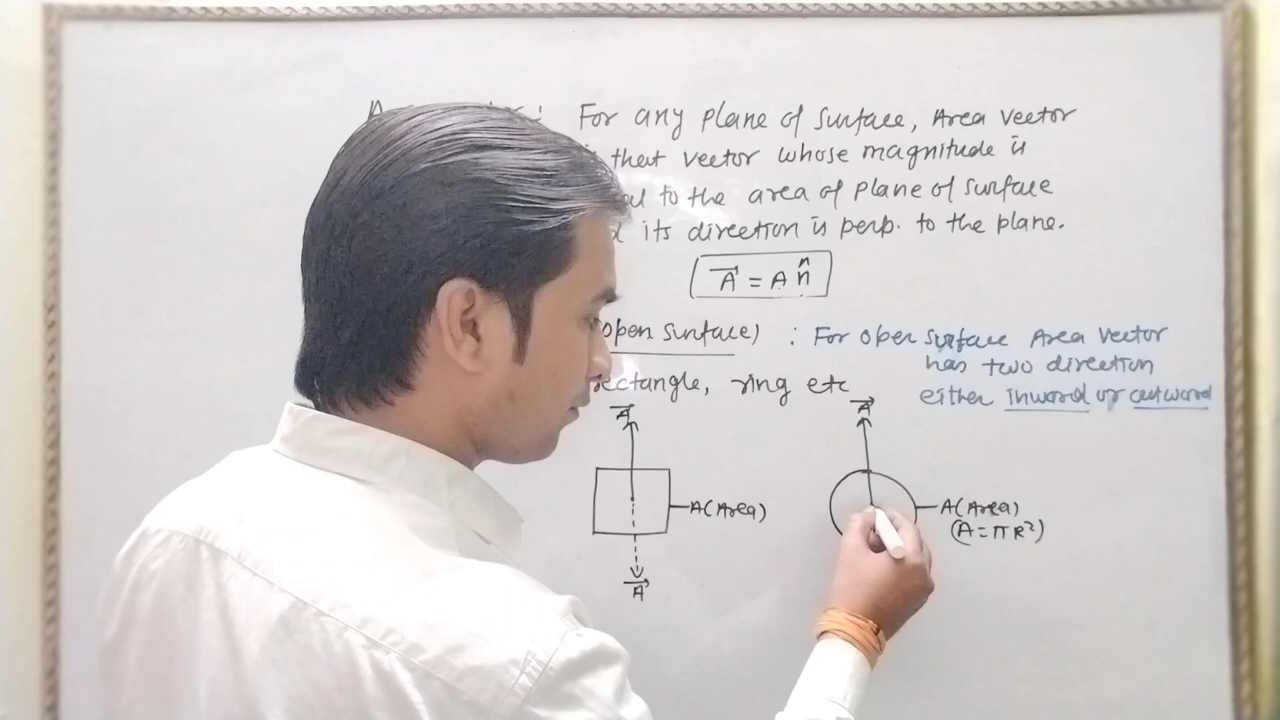 : For any plane of surface, Area vector
that vector whose magnitude is
to the area of plane of surface
its direction is perp. to the plane.
A⃗ = A n̂
(open surface) : For open surface Area vector
has two direction
rectangle, ring etc
either inward or outward
A⃗
A⃗
A(Area)
A(Area)
(A=πR²)
A⃗